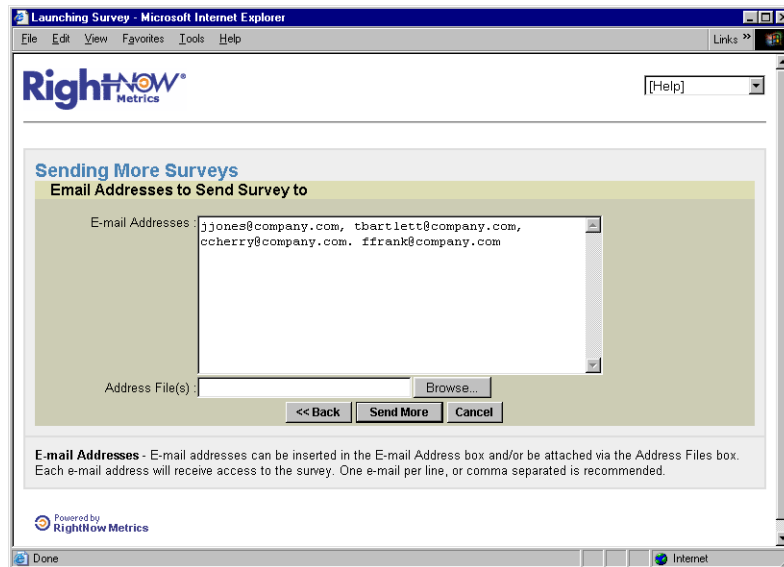 Launching Survey - Microsoft Internet Explorer
File Edit View Favorites Tools Help Links »
RightNOW®
Metrics
[Help]
Sending More Surveys
Email Addresses to Send Survey to
E-mail Addresses : jjones@company.com, tbartlett@company.com,
ccherry@company.com. ffrank@company.com
Address File(s) : Browse...
<< Back Send More Cancel
E-mail Addresses - E-mail addresses can be inserted in the E-mail Address box and/or be attached via the Address Files box.
Each e-mail address will receive access to the survey. One e-mail per line, or comma separated is recommended.
Powered by
RightNow Metrics
Done Internet